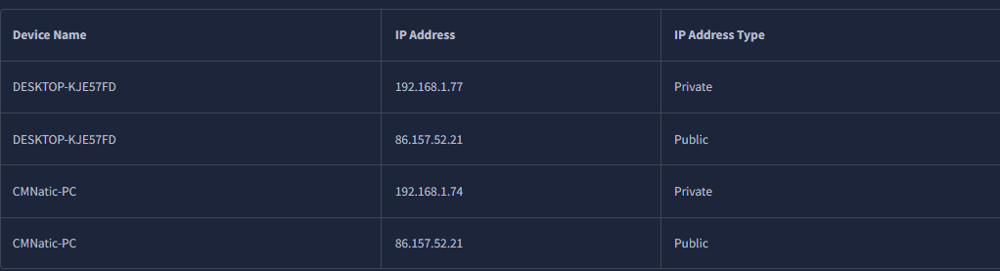 Device Name IP Address IP Address Type
DESKTOP-KJE57FD 192.168.1.77 Private
DESKTOP-KJE57FD 86.157.52.21 Public
CMNatic-PC 192.168.1.74 Private
CMNatic-PC 86.157.52.21 Public